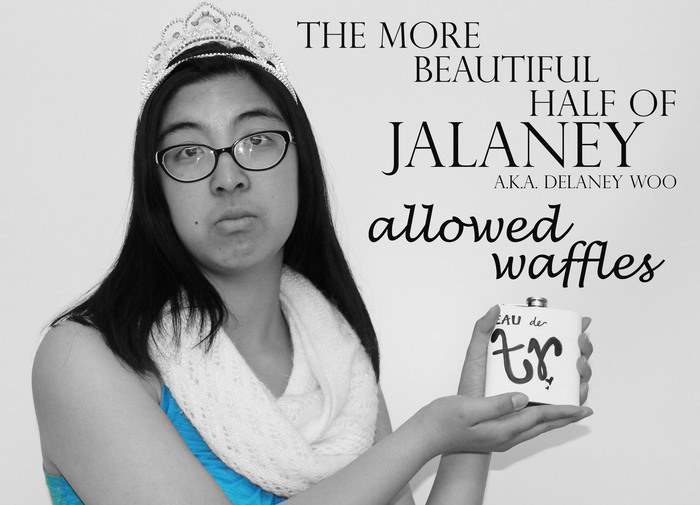 THE MORE
BEAUTIFUL
HALF OF
JALANEY
A.K.A. DELANEY WOO
allowed
waffles
EAU de
tr